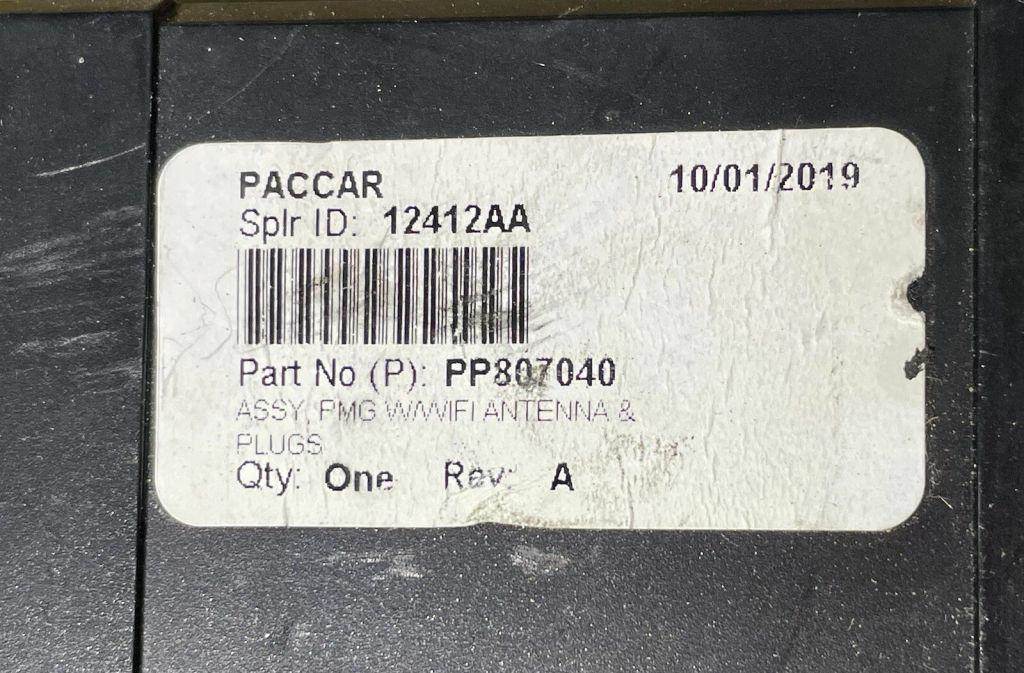 PACCAR
10/01/2019
Splr ID: 12412AA
Part No (P): PP807040
ASSY, PMG W/WIFI ANTENNA &
PLUGS
Qty: One Rev: A